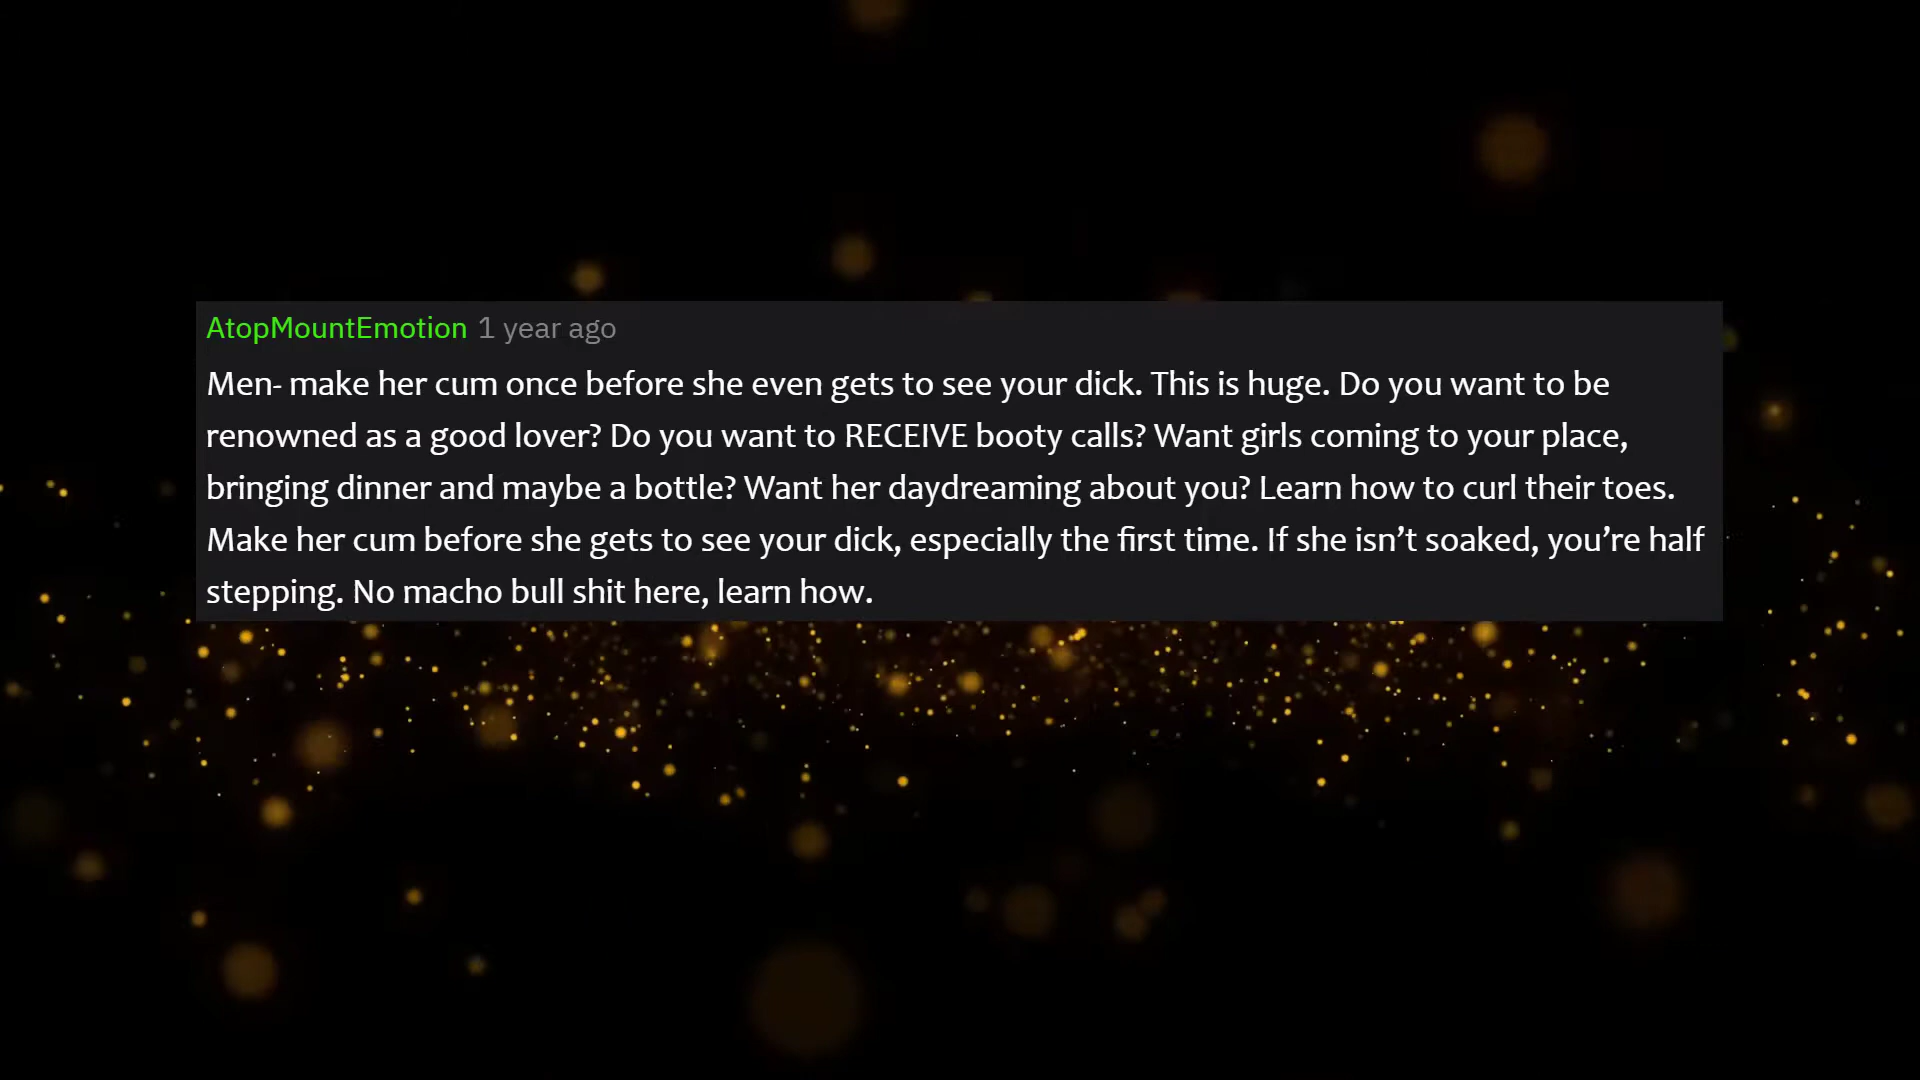 AtopMountEmotion 1 year ago
Men- make her cum once before she even gets to see your dick. This is huge. Do you want to be
renowned as a good lover? Do you want to RECEIVE booty calls? Want girls coming to your place,
bringing dinner and maybe a bottle? Want her daydreaming about you? Learn how to curl their toes.
Make her cum before she gets to see your dick, especially the first time. If she isn’t soaked, you’re half
stepping. No macho bull shit here, learn how.